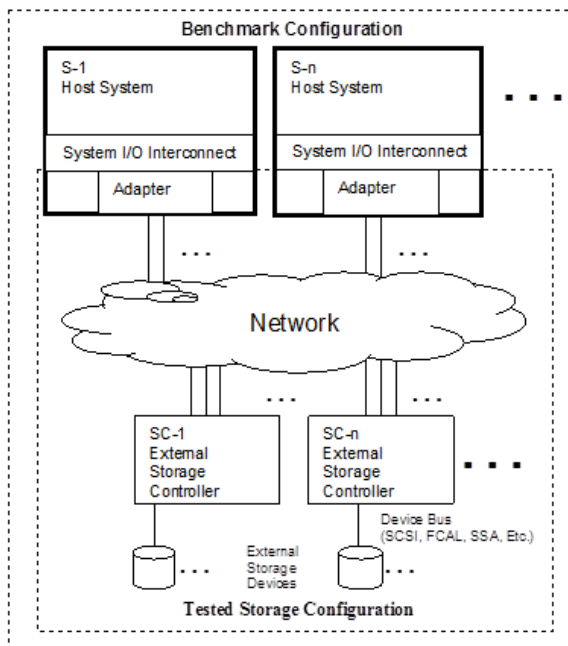 Benchmark Configuration
S-1
Host System
System I/O Interconnect
Adapter
S-n
Host System
System I/O Interconnect
Adapter
Network
SC-1
External
Storage
Controller
SC-n
External
Storage
Controller
Device Bus
(SCSI, FCAL, SSA, Etc.)
External
Storage
Devices
Tested Storage Configuration